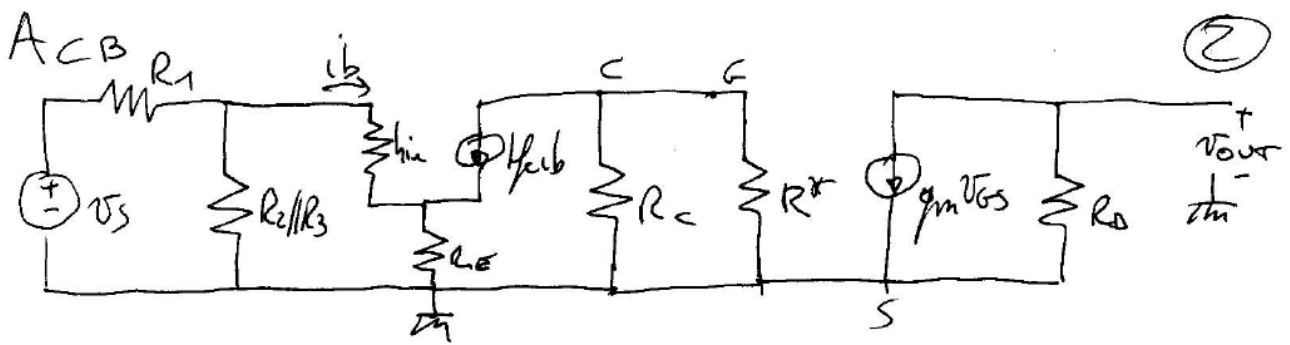 ACB
2
R1
ib
C
G
hie
hfeib
+
-
vs
R2//R3
RE
RC
R*
gmvGS
RD
+
vOUT
-
S